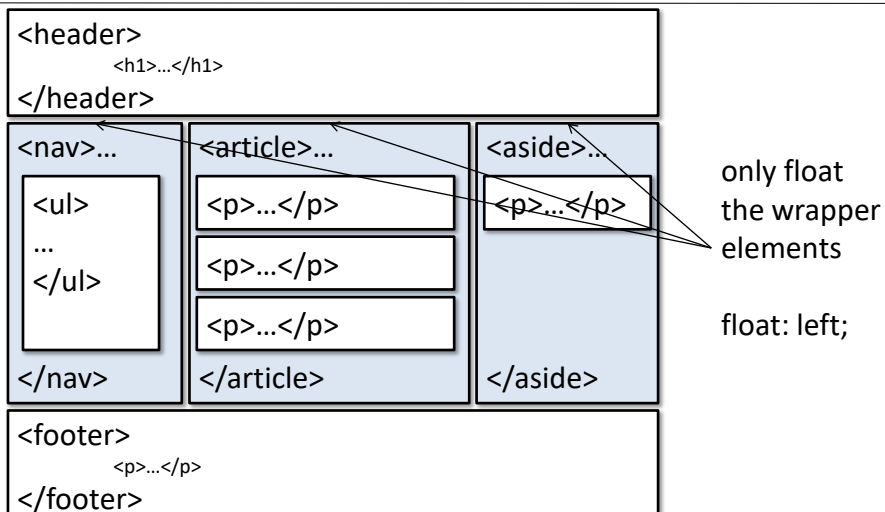 <header>
<h1>…</h1>
</header>
<nav>…
<ul>
…
</ul>
</nav>
<article>…
<p>…</p>
<p>…</p>
<p>…</p>
</article>
<aside>…
<p>…</p>
</aside>
only float
the wrapper
elements
float: left;
<footer>
<p>…</p>
</footer>